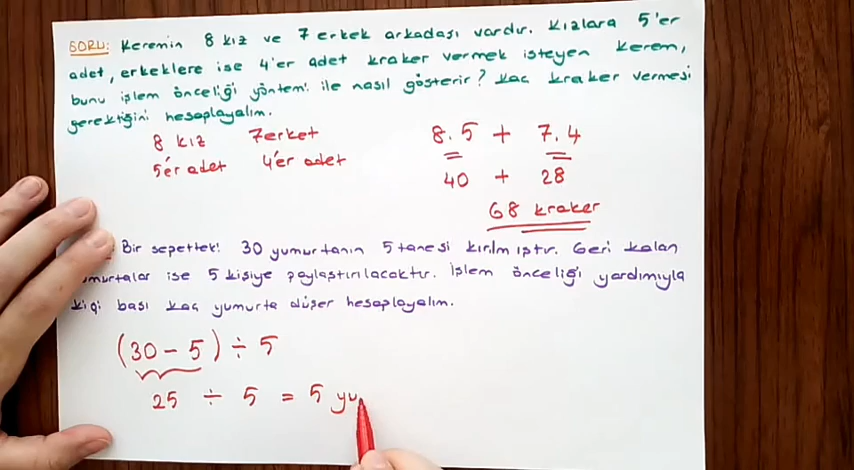 SORU: Keremin 8 kız ve 7 erkek arkadaşı vardır. Kızlara 5'er
adet, erkeklere ise 4'er adet kraker vermek isteyen Kerem,
bunu işlem önceliği yöntemi ile nasıl gösterir? Kaç kraker vermesi
gerektiğini hesaplayalım.
8 kız 7 erket
5'er adet 4'er adet
8.5 + 7.4
40 + 28
68 kraker
Bir sepetteki 30 yumurtanın 5 tanesi kırılmıştır. Geri kalan
umurtalar ise 5 kişiye paylaştırılacaktır. İşlem önceliği yardımıyla
kişi başı kaç yumurta düşer hesaplayalım.
(30 - 5) ÷ 5
25 ÷ 5 = 5 yu